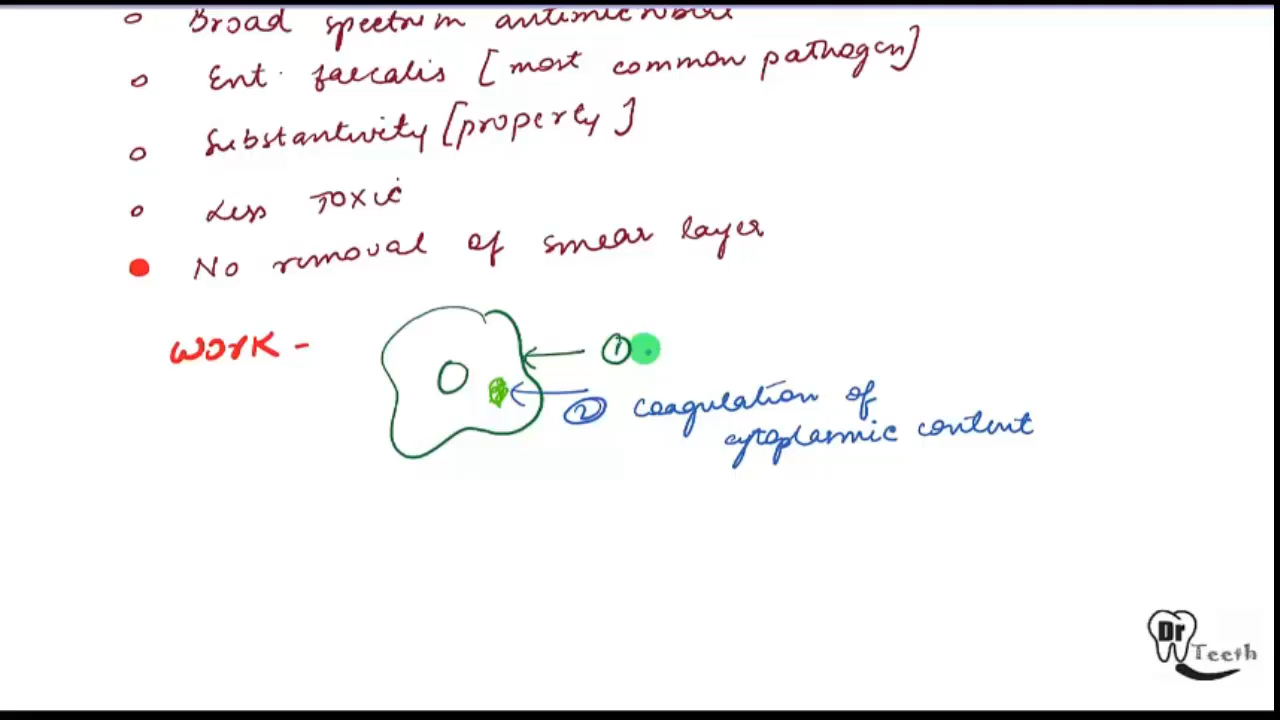 Broad spectrum antimicrobial
Ent. faecalis [most common pathogen]
Substantivity [property]
Less Toxic
No removal of smear layer
WORK -
①
② coagulation of
cytoplasmic content
Dr
Teeth